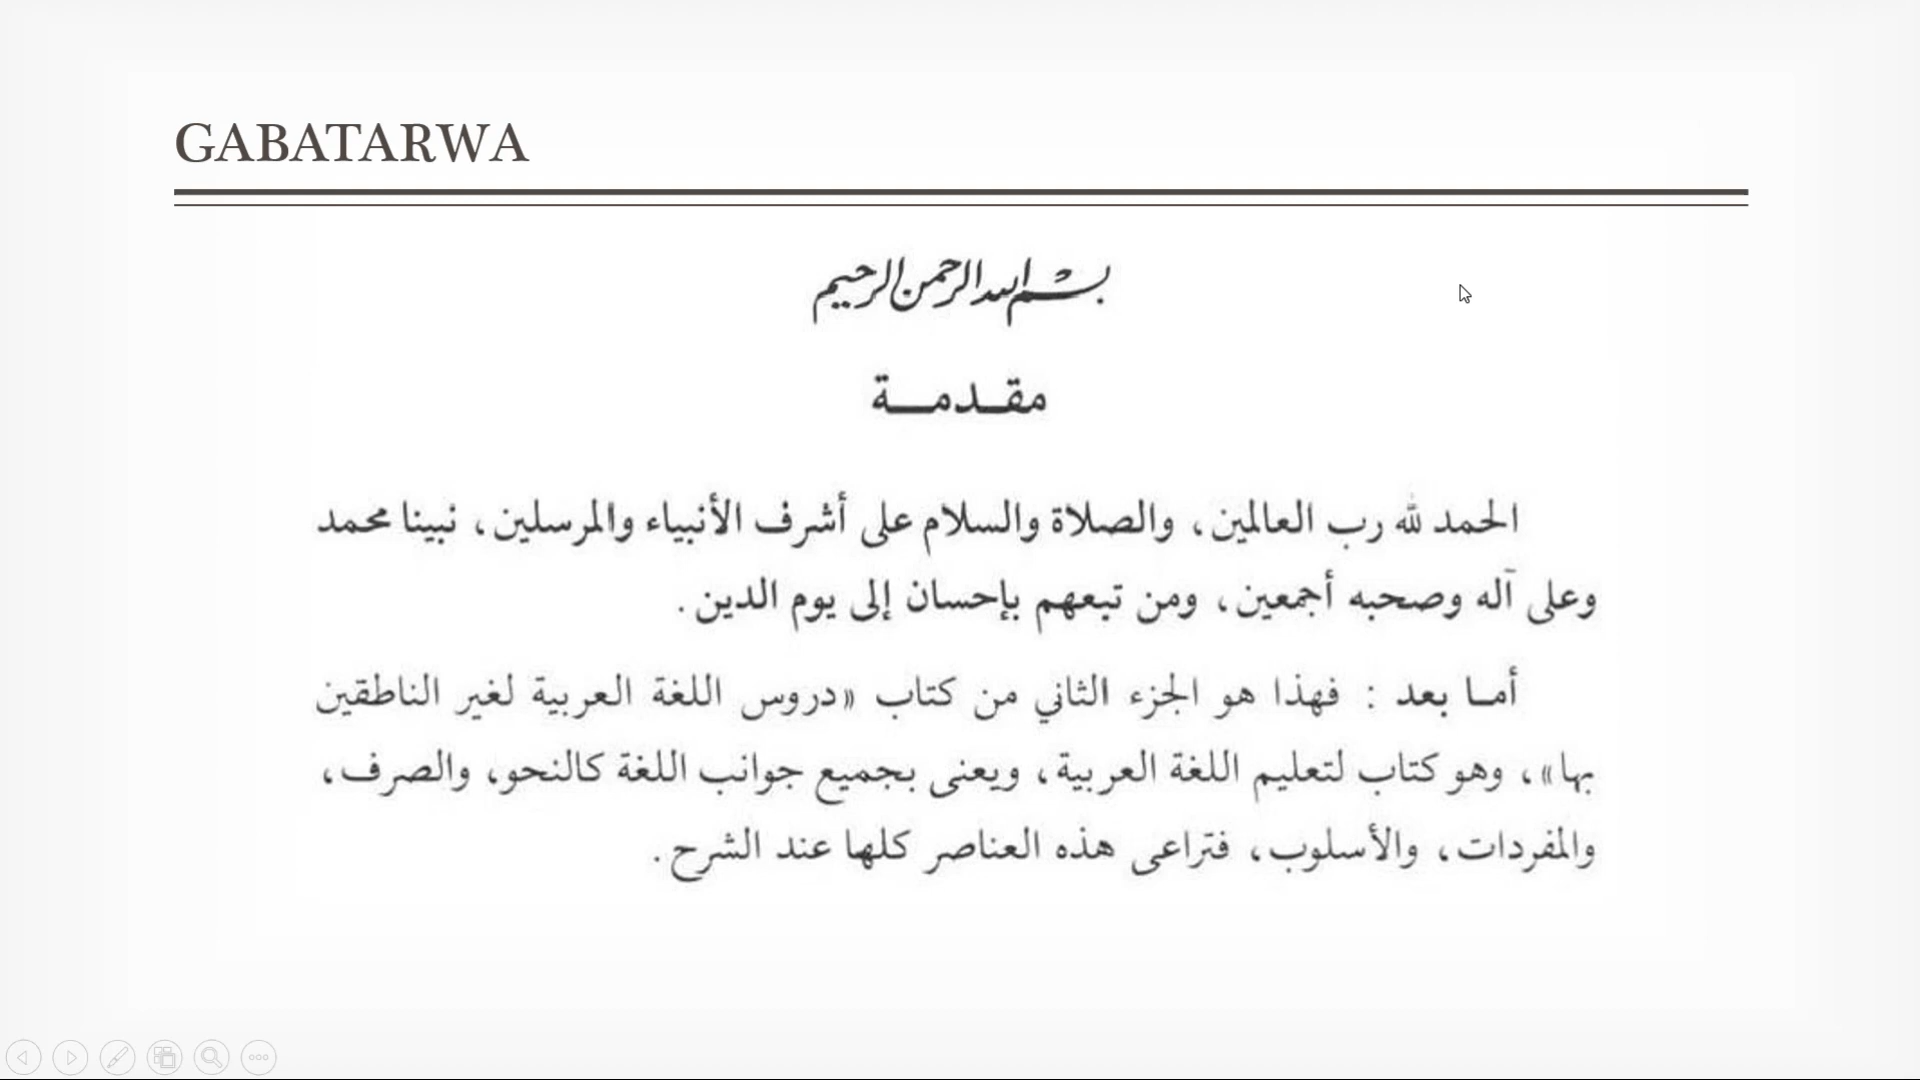 GABATARWA
بسم الله الرحمن الرحيم
مقدمة
الحمد لله رب العالمين، والصلاة والسلام على أشرف الأنبياء والمرسلين، نبينا محمد
وعلى آله وصحبه أجمعين، ومن تبعهم بإحسان إلى يوم الدين.
أما بعد : فهذا هو الجزء الثاني من كتاب «دروس اللغة العربية لغير الناطقين
بها»، وهو كتاب لتعليم اللغة العربية، ويعنى بجميع جوانب اللغة كالنحو، والصرف،
والمفردات، والأسلوب، فتراعى هذه العناصر كلها عند الشرح.